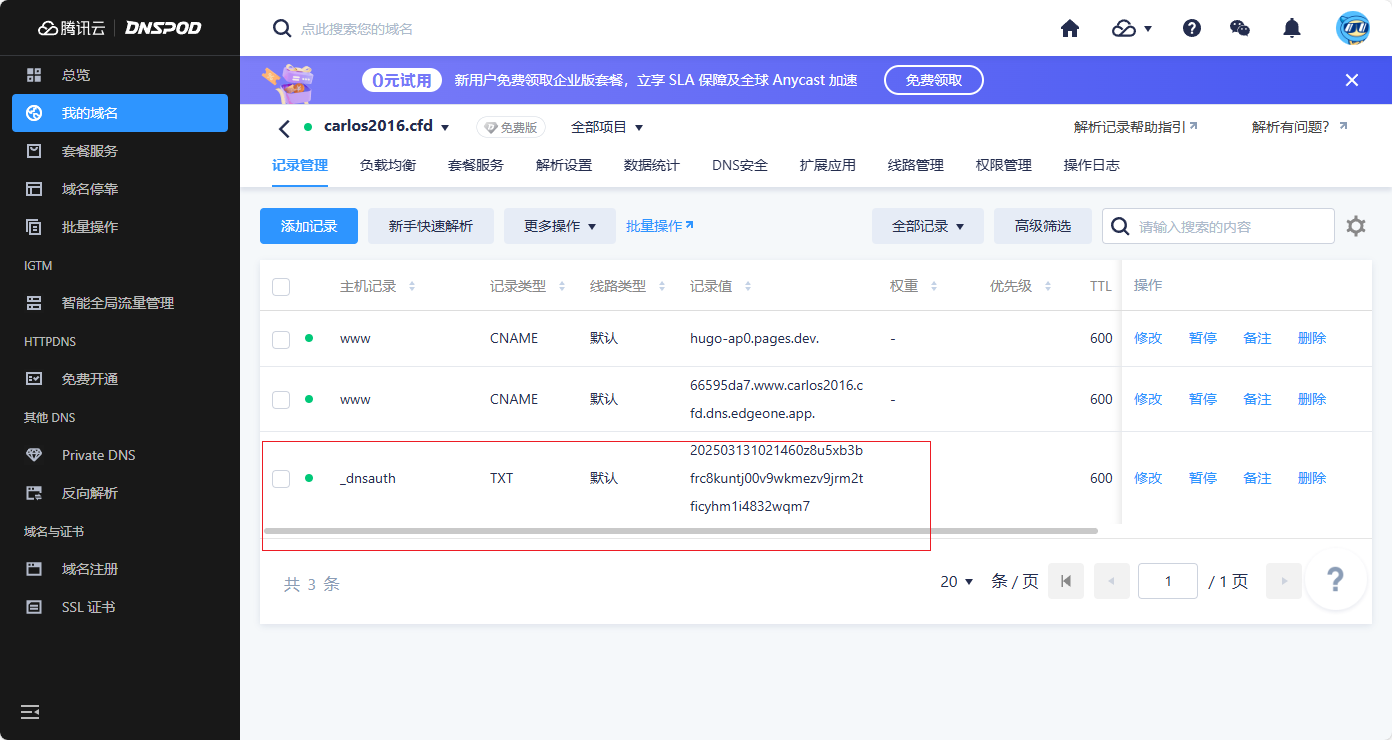 腾讯云 DNSPOD
点此搜索您的域名
总览
我的域名
套餐服务
域名停靠
批量操作
IGTM
智能全局流量管理
HTTPDNS
免费开通
其他 DNS
Private DNS
反向解析
域名与证书
域名注册
SSL 证书
0元试用 新用户免费领取企业版套餐，立享 SLA 保障及全球 Anycast 加速 免费领取
carlos2016.cfd 免费版 全部项目 解析记录帮助指引 解析有问题？
记录管理 负载均衡 套餐服务 解析设置 数据统计 DNS安全 扩展应用 线路管理 权限管理 操作日志
添加记录 新手快速解析 更多操作 批量操作 全部记录 高级筛选 请输入搜索的内容
主机记录 记录类型 线路类型 记录值 权重 优先级 TTL 操作
www CNAME 默认 hugo-ap0.pages.dev. - 600 修改 暂停 备注 删除
www CNAME 默认 66595da7.www.carlos2016.c - 600 修改 暂停 备注 删除
fd.dns.edgeone.app.
202503131021460z8u5xb3b
_dnsauth TXT 默认 frc8kuntj00v9wkmezv9jrm2t 600 修改 暂停 备注 删除
ficyhm1i4832wqm7
共 3 条 20 条 / 页 1 / 1 页
?